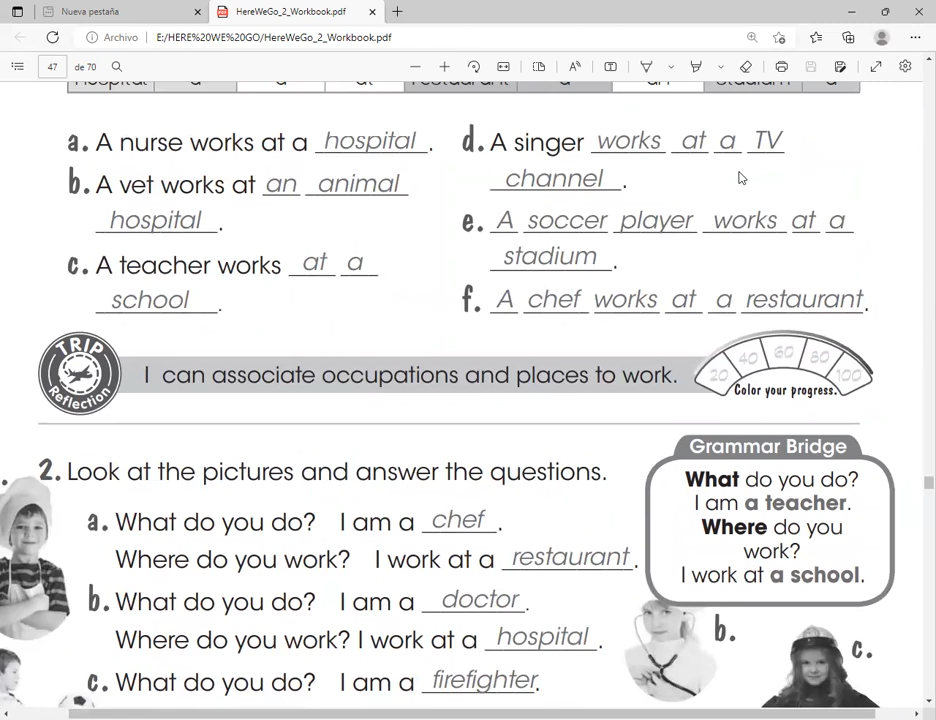 Nueva pestaña
HereWeGo_2_Workbook.pdf
Archivo E:/HERE%20WE%20GO/HereWeGo_2_Workbook.pdf
47 de 70
a. A nurse works at a hospital.
b. A vet works at an animal
hospital.
c. A teacher works at a
school.
d. A singer works at a TV
channel.
e. A soccer player works at a
stadium.
f. A chef works at a restaurant.
TRIP
Reflection
I can associate occupations and places to work.
20 40 60 80 100
Color your progress.
2. Look at the pictures and answer the questions.
a. What do you do? I am a chef.
Where do you work? I work at a restaurant.
b. What do you do? I am a doctor.
Where do you work? I work at a hospital.
c. What do you do? I am a firefighter.
Grammar Bridge
What do you do?
I am a teacher.
Where do you
work?
I work at a school.
b.
c.